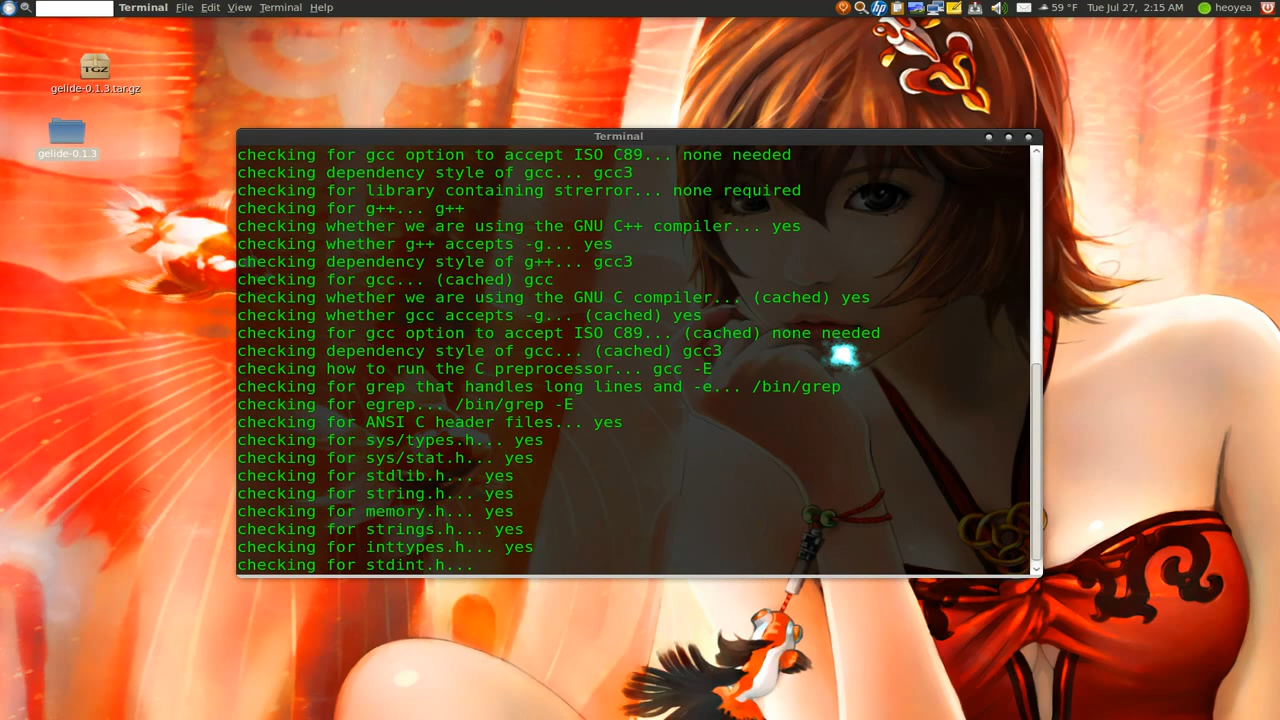 Terminal File Edit View Terminal Help
hp 59 °F Tue Jul 27, 2:15 AM heoyea
TGZ
gelide-0.1.3.tar.gz
gelide-0.1.3
Terminal
checking for gcc option to accept ISO C89... none needed
checking dependency style of gcc... gcc3
checking for library containing strerror... none required
checking for g++... g++
checking whether we are using the GNU C++ compiler... yes
checking whether g++ accepts -g... yes
checking dependency style of g++... gcc3
checking for gcc... (cached) gcc
checking whether we are using the GNU C compiler... (cached) yes
checking whether gcc accepts -g... (cached) yes
checking for gcc option to accept ISO C89... (cached) none needed
checking dependency style of gcc... (cached) gcc3
checking how to run the C preprocessor... gcc -E
checking for grep that handles long lines and -e... /bin/grep
checking for egrep... /bin/grep -E
checking for ANSI C header files... yes
checking for sys/types.h... yes
checking for sys/stat.h... yes
checking for stdlib.h... yes
checking for string.h... yes
checking for memory.h... yes
checking for strings.h... yes
checking for inttypes.h... yes
checking for stdint.h...